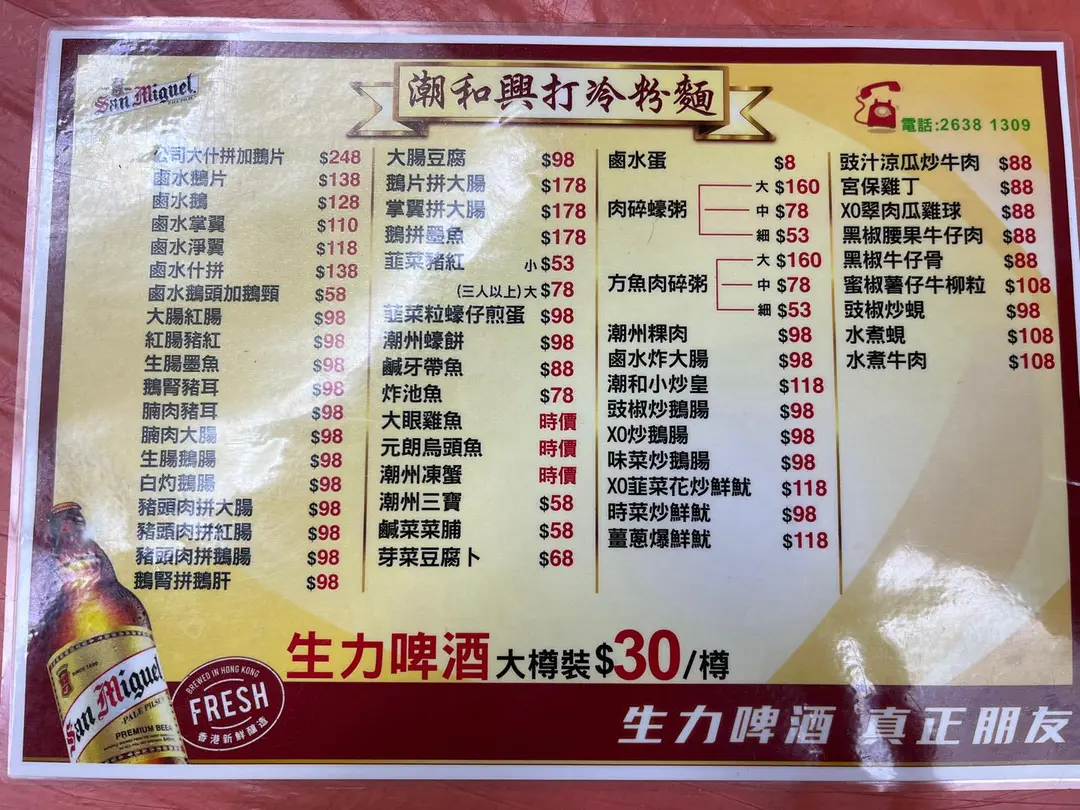 San Miguel
潮和興打冷粉麵
電話:2638 1309
公司大什拼加鵝片 $248
鹵水鵝片 $138
鹵水鵝 $128
鹵水掌翼 $110
鹵水淨翼 $118
鹵水什拼 $138
鹵水鵝頭加鵝頸 $58
大腸紅腸 $98
紅腸豬紅 $98
生腸墨魚 $98
鵝腎豬耳 $98
腩肉豬耳 $98
腩肉大腸 $98
生腸鵝腸 $98
白灼鵝腸 $98
豬頭肉拼大腸 $98
豬頭肉拼紅腸 $98
豬頭肉拼鵝腸 $98
鵝腎拼鵝肝 $98
大腸豆腐 $98
鵝片拼大腸 $178
掌翼拼大腸 $178
鵝拼墨魚 $178
韮菜豬紅 小 $53
(三人以上)大 $78
韮菜粒蠔仔煎蛋 $98
潮州蠔餅 $98
鹹牙帶魚 $88
炸池魚 $78
大眼雞魚 時價
元朗烏頭魚 時價
潮州凍蟹 時價
潮州三寶 $58
鹹菜菜脯 $58
芽菜豆腐卜 $68
鹵水蛋 $8
肉碎蠔粥 大 $160
中 $78
細 $53
方魚肉碎粥 大 $160
中 $78
細 $53
潮州粿肉 $98
鹵水炸大腸 $98
潮和小炒皇 $118
豉椒炒鵝腸 $98
XO炒鵝腸 $98
味菜炒鵝腸 $98
XO韮菜花炒鮮魷 $118
時菜炒鮮魷 $98
薑蔥爆鮮魷 $118
豉汁涼瓜炒牛肉 $88
宮保雞丁 $88
XO翠肉瓜雞球 $88
黑椒腰果牛仔肉 $88
黑椒牛仔骨 $88
蜜椒薯仔牛柳粒 $108
豉椒炒蜆 $98
水煮蜆 $108
水煮牛肉 $108
生力啤酒 大樽裝$30/樽
SINCE 1890
San Miguel
PALE PILSEN
PREMIUM BEER
BREWED IN HONG KONG
FRESH
香港新鮮釀造
生力啤酒 真正朋友